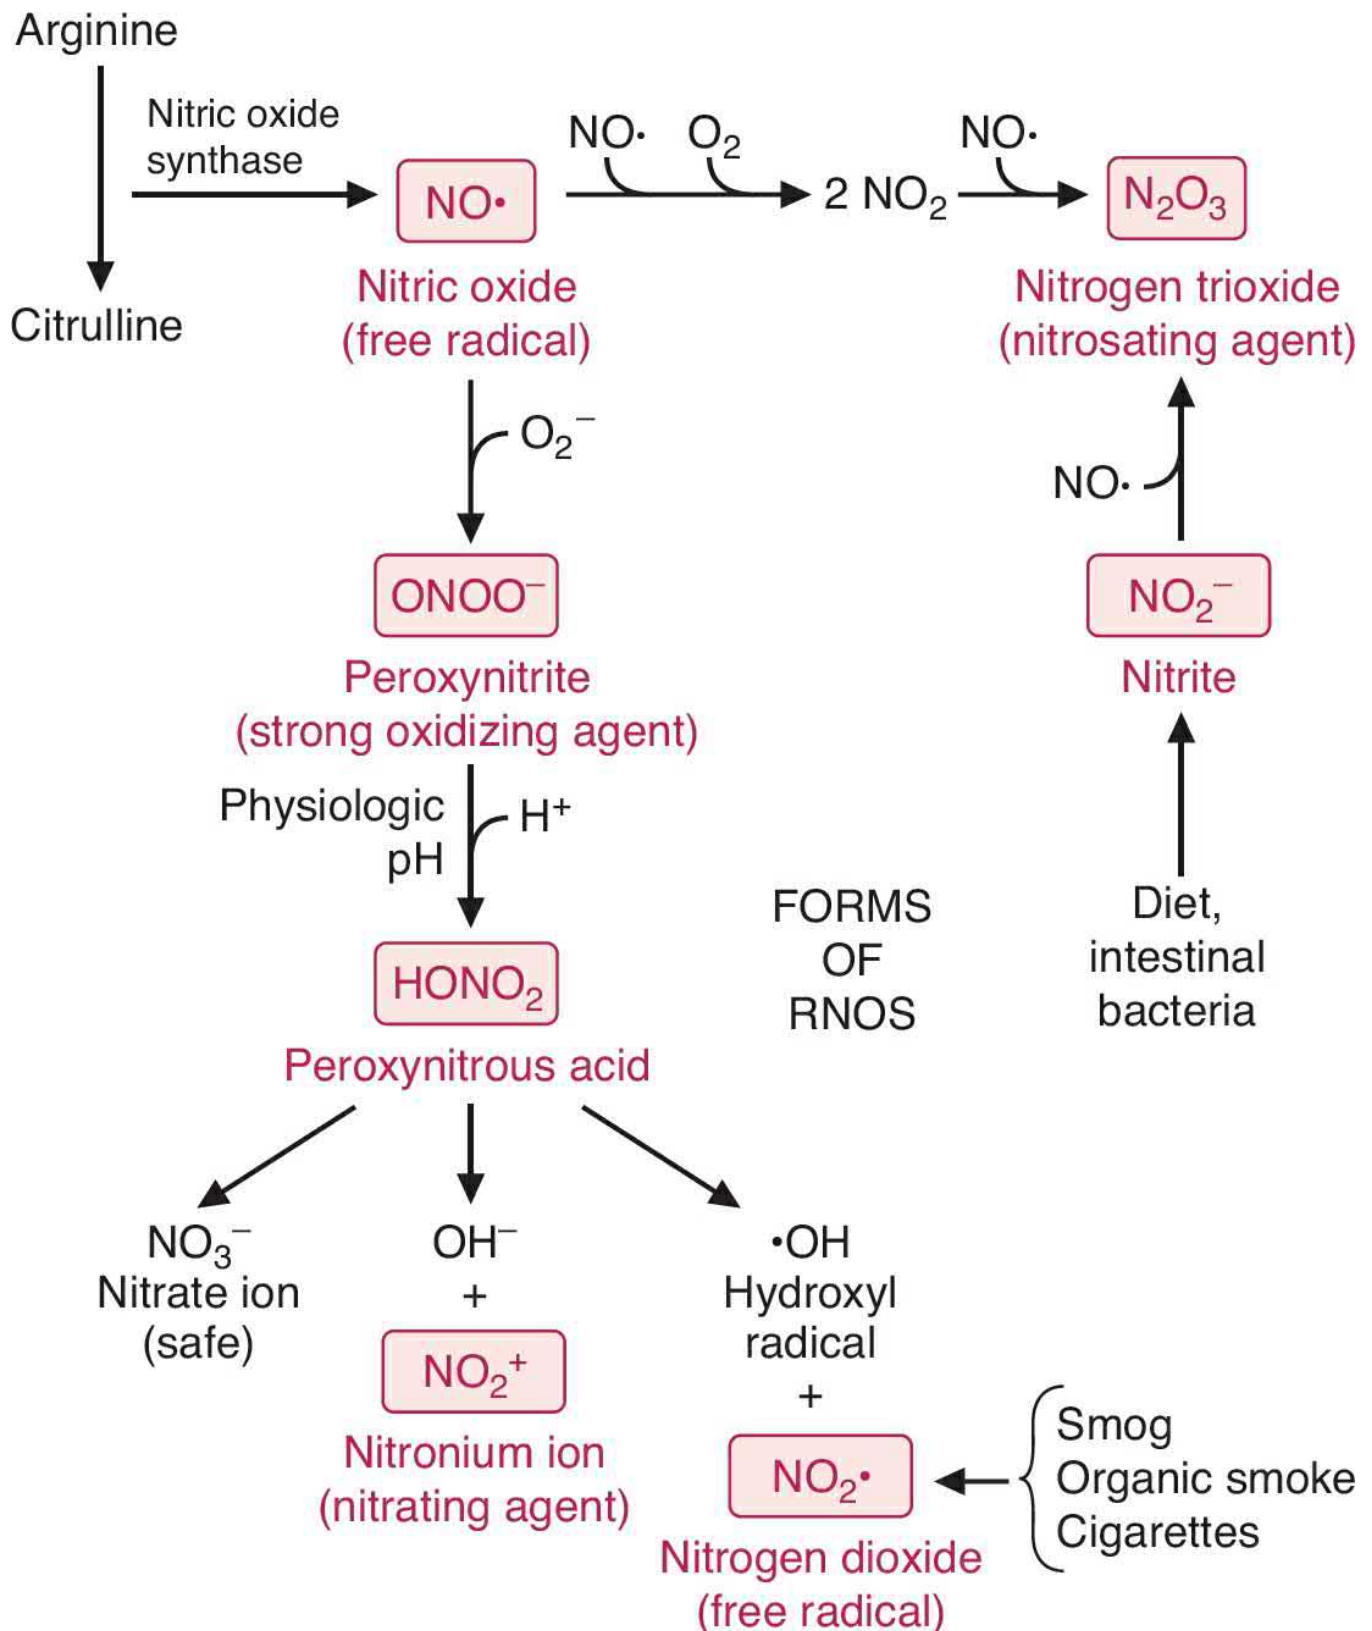 Arginine
Nitric oxide
synthase
NO•
NO• O₂
2 NO₂
NO•
N₂O₃
Citrulline
Nitric oxide
(free radical)
Nitrogen trioxide
(nitrosating agent)
O₂⁻
NO•
ONOO⁻
NO₂⁻
Peroxynitrite
(strong oxidizing agent)
Nitrite
Physiologic
pH
H⁺
HONO₂
Peroxynitrous acid
FORMS
OF
RNOS
Diet,
intestinal
bacteria
NO₃⁻
Nitrate ion
(safe)
OH⁻
+
NO₂⁺
Nitronium ion
(nitrating agent)
•OH
Hydroxyl
radical
+
NO₂•
Nitrogen dioxide
(free radical)
Smog
Organic smoke
Cigarettes